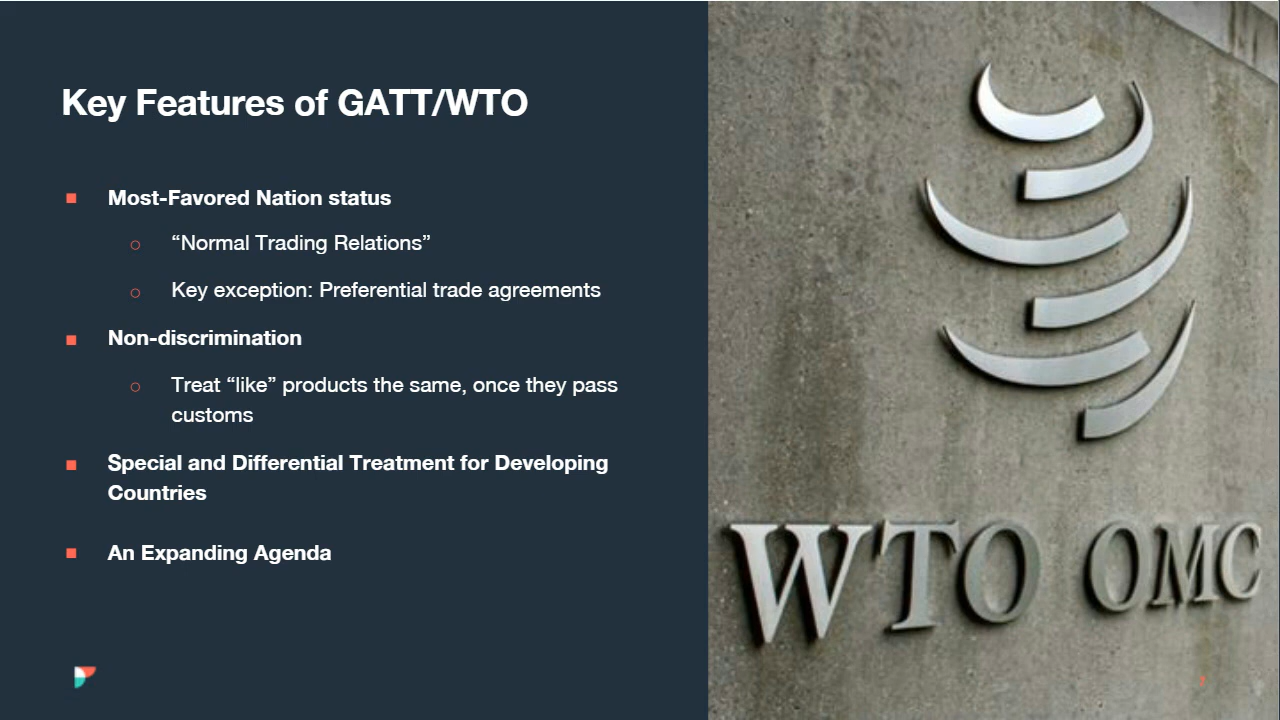 Key Features of GATT/WTO
Most-Favored Nation status
“Normal Trading Relations”
Key exception: Preferential trade agreements
Non-discrimination
Treat “like” products the same, once they pass
customs
Special and Differential Treatment for Developing
Countries
An Expanding Agenda
WTO OMC